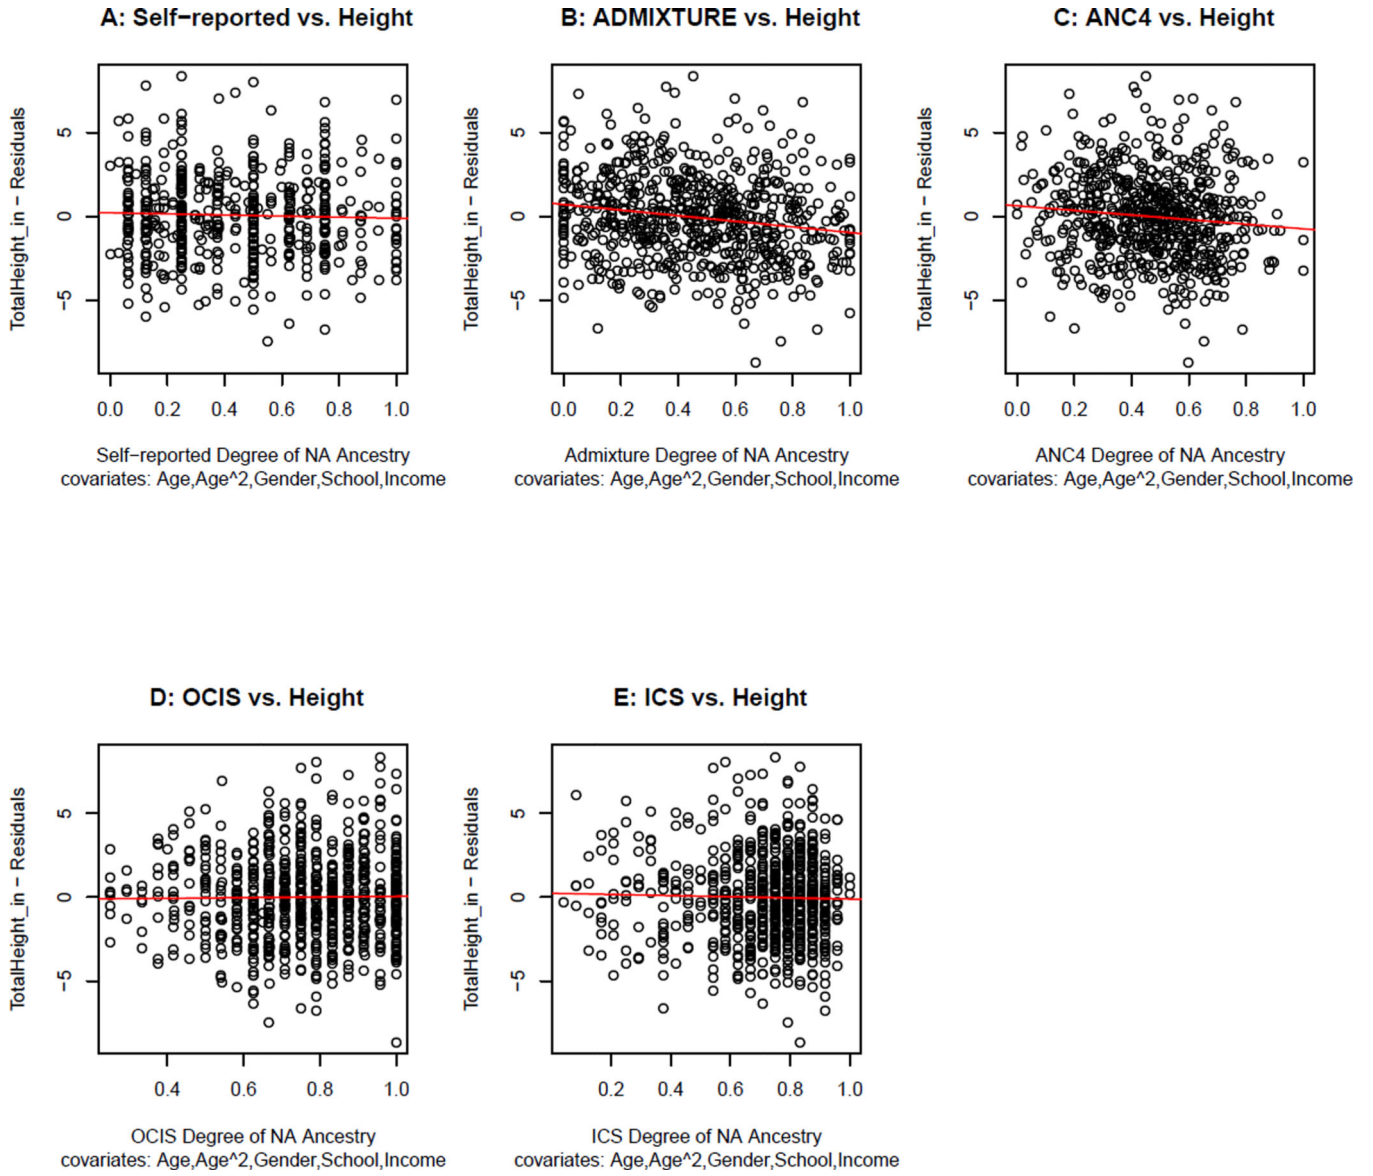 A: Self−reported vs. Height
B: ADMIXTURE vs. Height
C: ANC4 vs. Height
TotalHeight_in − Residuals
5
0
−5
0.0 0.2 0.4 0.6 0.8 1.0
Self−reported Degree of NA Ancestry
covariates: Age,Age^2,Gender,School,Income
TotalHeight_in − Residuals
5
0
−5
0.0 0.2 0.4 0.6 0.8 1.0
Admixture Degree of NA Ancestry
covariates: Age,Age^2,Gender,School,Income
TotalHeight_in − Residuals
5
0
−5
0.0 0.2 0.4 0.6 0.8 1.0
ANC4 Degree of NA Ancestry
covariates: Age,Age^2,Gender,School,Income
D: OCIS vs. Height
E: ICS vs. Height
TotalHeight_in − Residuals
5
0
−5
0.4 0.6 0.8 1.0
OCIS Degree of NA Ancestry
covariates: Age,Age^2,Gender,School,Income
TotalHeight_in − Residuals
5
0
−5
0.2 0.4 0.6 0.8 1.0
ICS Degree of NA Ancestry
covariates: Age,Age^2,Gender,School,Income